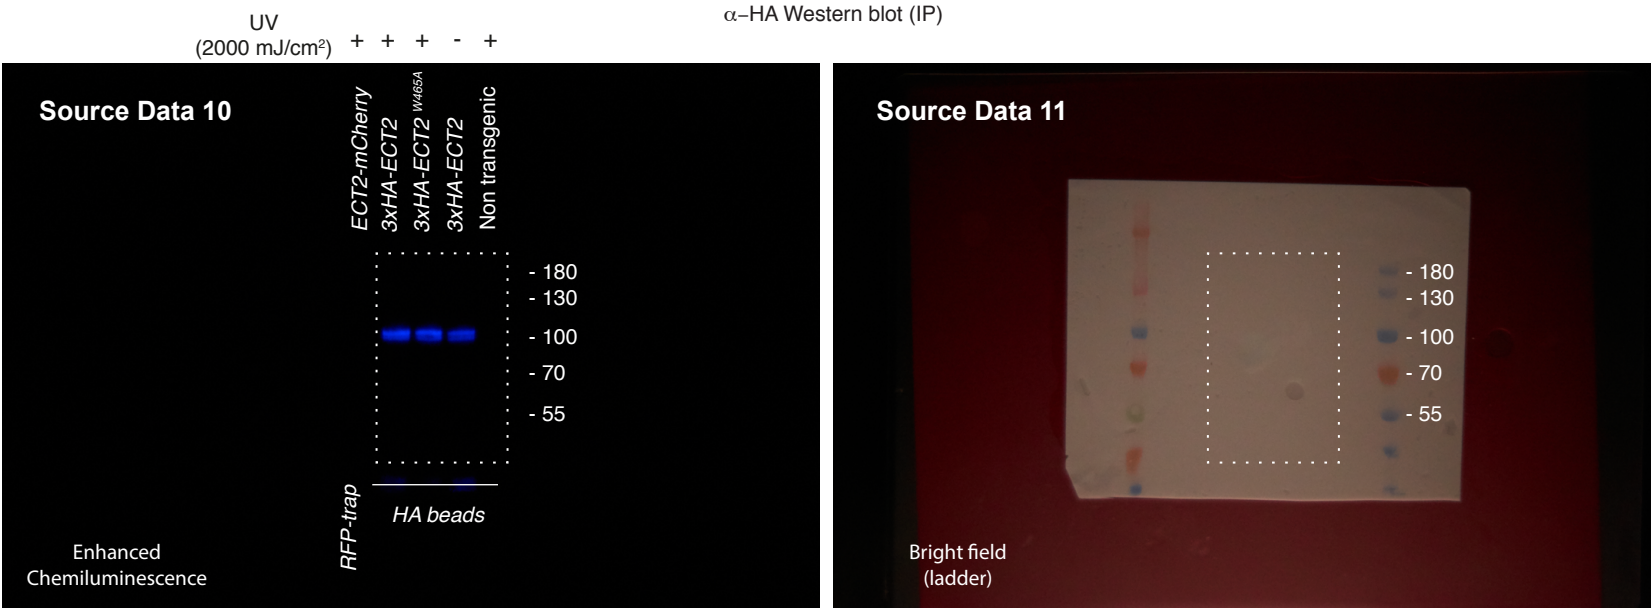 α–HA Western blot (IP)
UV
(2000 mJ/cm²) + + + - +
Source Data 10
ECT2-mCherry
3xHA-ECT2
3xHA-ECT2 W465A
3xHA-ECT2
Non transgenic
- 180
- 130
- 100
- 70
- 55
RFP-trap
HA beads
Enhanced
Chemiluminescence
Source Data 11
- 180
- 130
- 100
- 70
- 55
Bright field
(ladder)